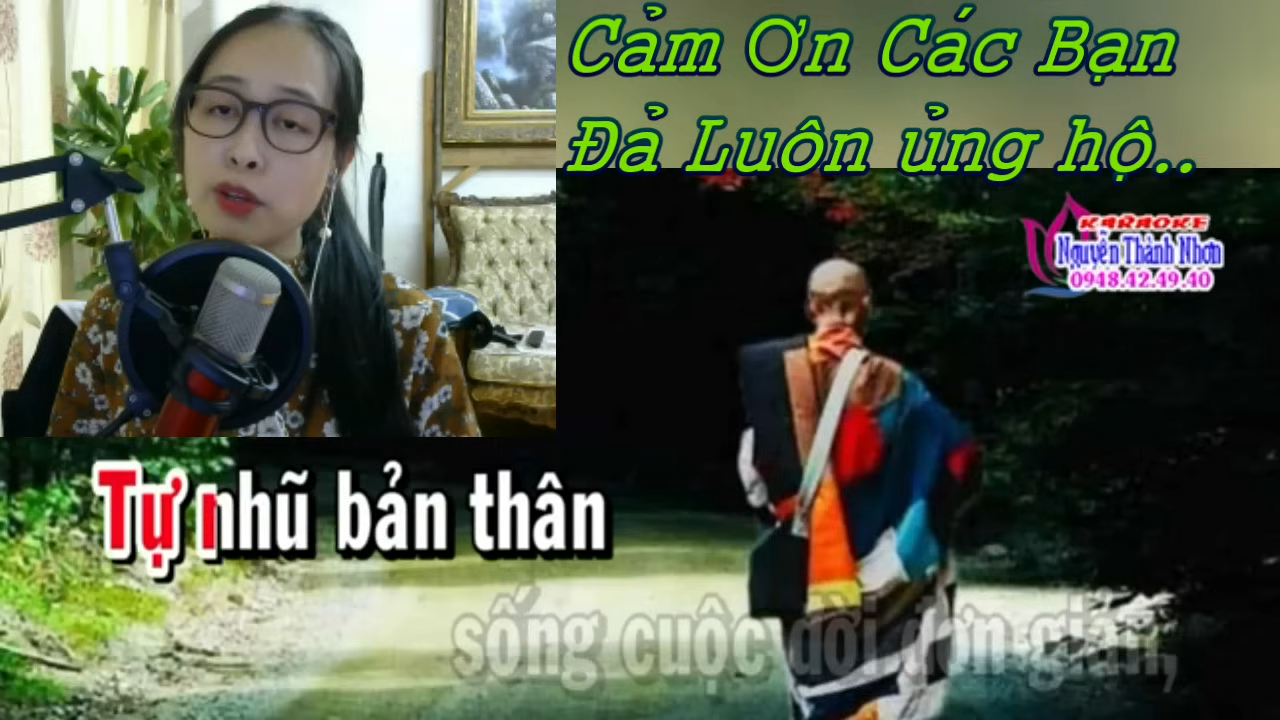 Cảm Ơn Các Bạn
Đả Luôn ủng hộ..
KARAOKE
Nguyễn Thành Nhơn
0948.42.49.40
Tự nhũ bản thân
sống cuộc đời đơn giản,